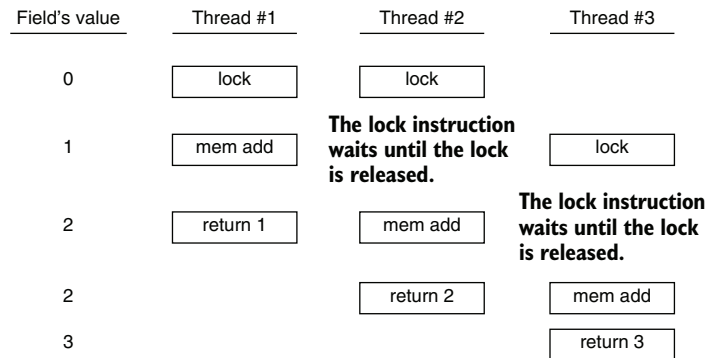 Field's value Thread #1 Thread #2 Thread #3
0 lock lock
1 mem add The lock instruction
waits until the lock
is released. lock
2 return 1 mem add The lock instruction
waits until the lock
is released.
2 return 2 mem add
3 return 3